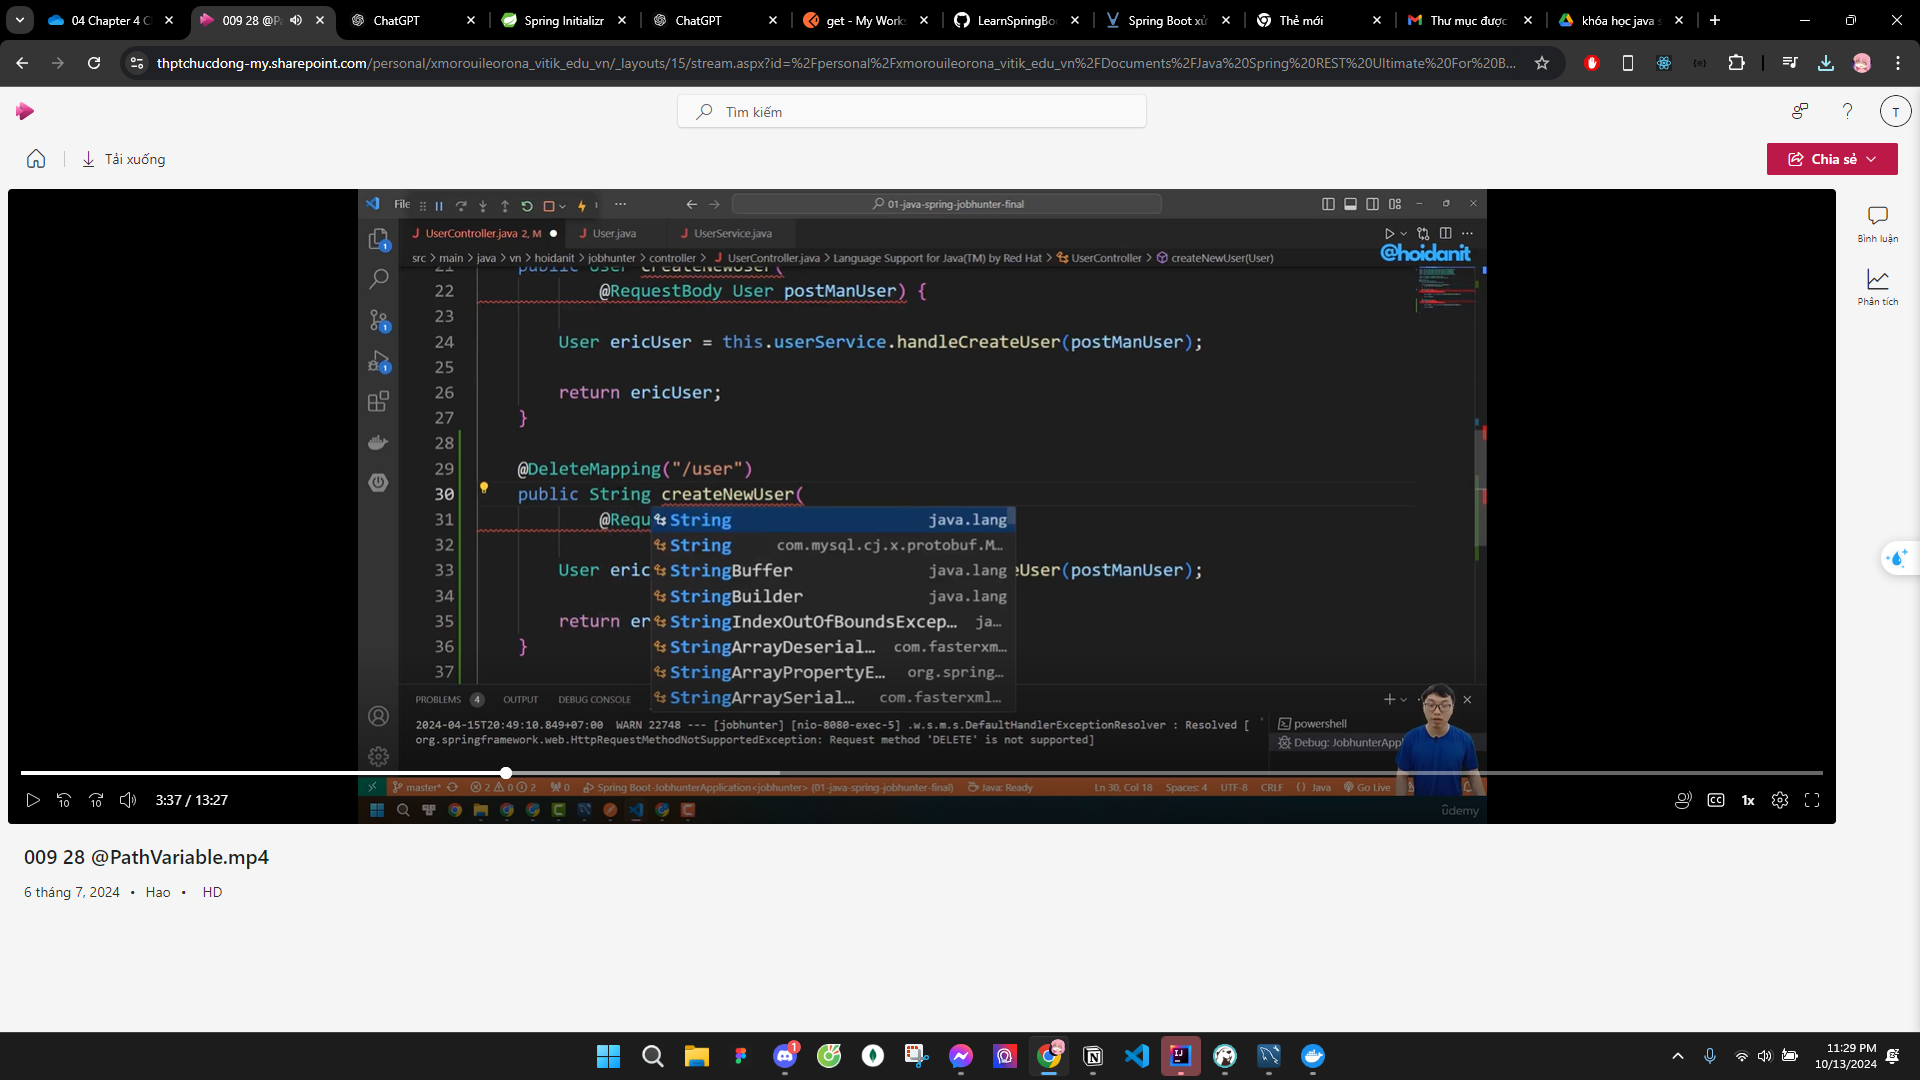 04 Chapter 4 C
009 28 @Pa
ChatGPT
Spring Initializr
ChatGPT
get - My Works
LearnSpringBoo
Spring Boot xử
Thẻ mới
Thư mục được
khóa học java s
thptchucdong-my.sharepoint.com/personal/xmorouileorona_vitik_edu_vn/_layouts/15/stream.aspx?id=%2Fpersonal%2Fxmorouileorona_vitik_edu_vn%2FDocuments%2FJava%20Spring%20REST%20Ultimate%20For%20B...
Tìm kiếm
T
Tải xuống
Chia sẻ
File
01-java-spring-jobhunter-final
UserController.java 2, M
User.java
UserService.java
@hoidanit
src > main > java > vn > hoidanit > jobhunter > controller > UserController.java > Language Support for Java(TM) by Red Hat > UserController > createNewUser(User)
21 public User createNewUser(
22 @RequestBody User postManUser) {
23
24 User ericUser = this.userService.handleCreateUser(postManUser);
25
26 return ericUser;
27 }
28
29 @DeleteMapping("/user")
30 public String createNewUser(
31 @Requ
32
33 User eric eUser(postManUser);
34
35 return er
36 }
37
String java.lang
String com.mysql.cj.x.protobuf.M...
StringBuffer java.lang
StringBuilder java.lang
StringIndexOutOfBoundsExcep... ja...
StringArrayDeserial... com.fasterxm...
StringArrayPropertyE... org.spring...
StringArraySerial... com.fasterxml...
PROBLEMS 4 OUTPUT DEBUG CONSOLE
2024-04-15T20:49:10.849+07:00 WARN 22748 --- [jobhunter] [nio-8080-exec-5] .w.s.m.s.DefaultHandlerExceptionResolver : Resolved [
org.springframework.web.HttpRequestMethodNotSupportedException: Request method 'DELETE' is not supported]
powershell
Debug: JobhunterAppl
master* 2 0 2 0 Spring Boot-JobhunterApplication<jobhunter> (01-java-spring-jobhunter-final) Java: Ready Ln 30, Col 18 Spaces: 4 UTF-8 CRLF {} Java Go Live
3:37 / 13:27
1x
udemy
Bình luận
Phân tích
009 28 @PathVariable.mp4
6 tháng 7, 2024 • Hao • HD
11:29 PM
10/13/2024